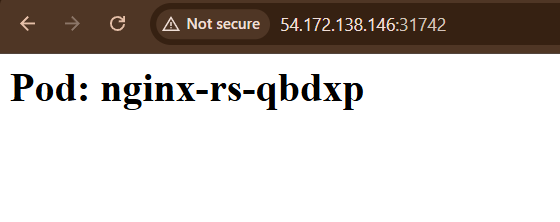 Not secure 54.172.138.146:31742
Pod: nginx-rs-qbdxp